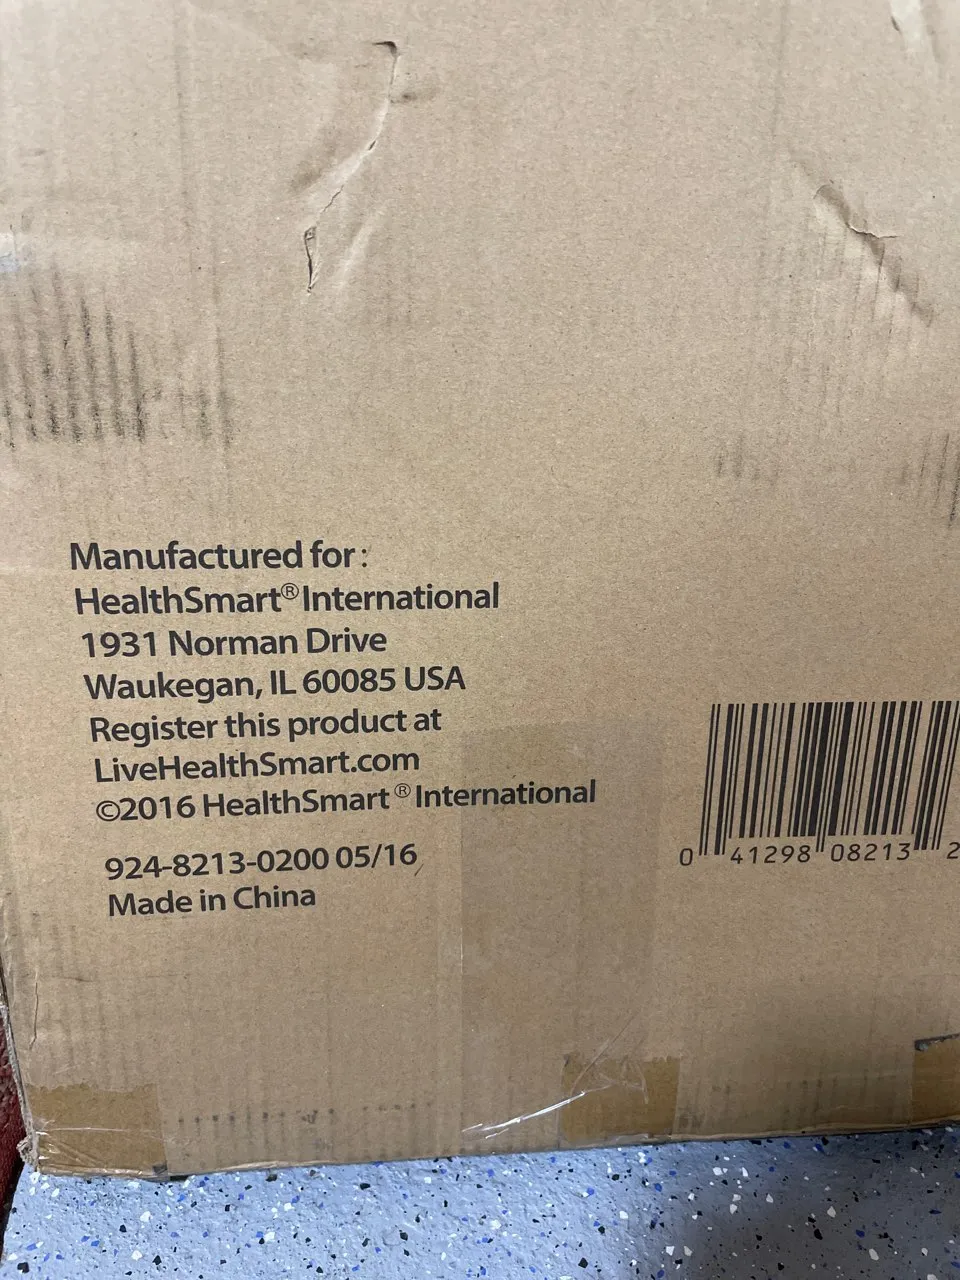 Manufactured for:
HealthSmart® International
1931 Norman Drive
Waukegan, IL 60085 USA
Register this product at
LiveHealthSmart.com
©2016 HealthSmart® International
924-8213-0200 05/16
Made in China
0 41298 08213 2